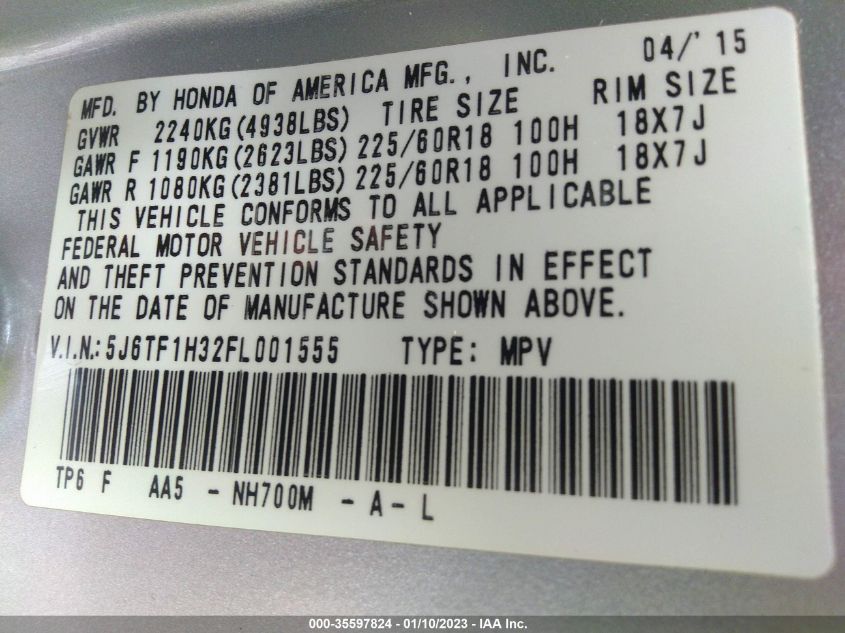 MFD. BY HONDA OF AMERICA MFG., INC. 04/'15
GVWR 2240KG(4938LBS) TIRE SIZE RIM SIZE
GAWR F 1190KG(2623LBS) 225/60R18 100H 18X7J
GAWR R 1080KG(2381LBS) 225/60R18 100H 18X7J
THIS VEHICLE CONFORMS TO ALL APPLICABLE
FEDERAL MOTOR VEHICLE SAFETY
AND THEFT PREVENTION STANDARDS IN EFFECT
ON THE DATE OF MANUFACTURE SHOWN ABOVE.
V.I.N.: 5J6TF1H32FL001555 TYPE: MPV
TP6 F AA5 - NH700M - A - L
000-35597824 - 01/10/2023 - IAA Inc.